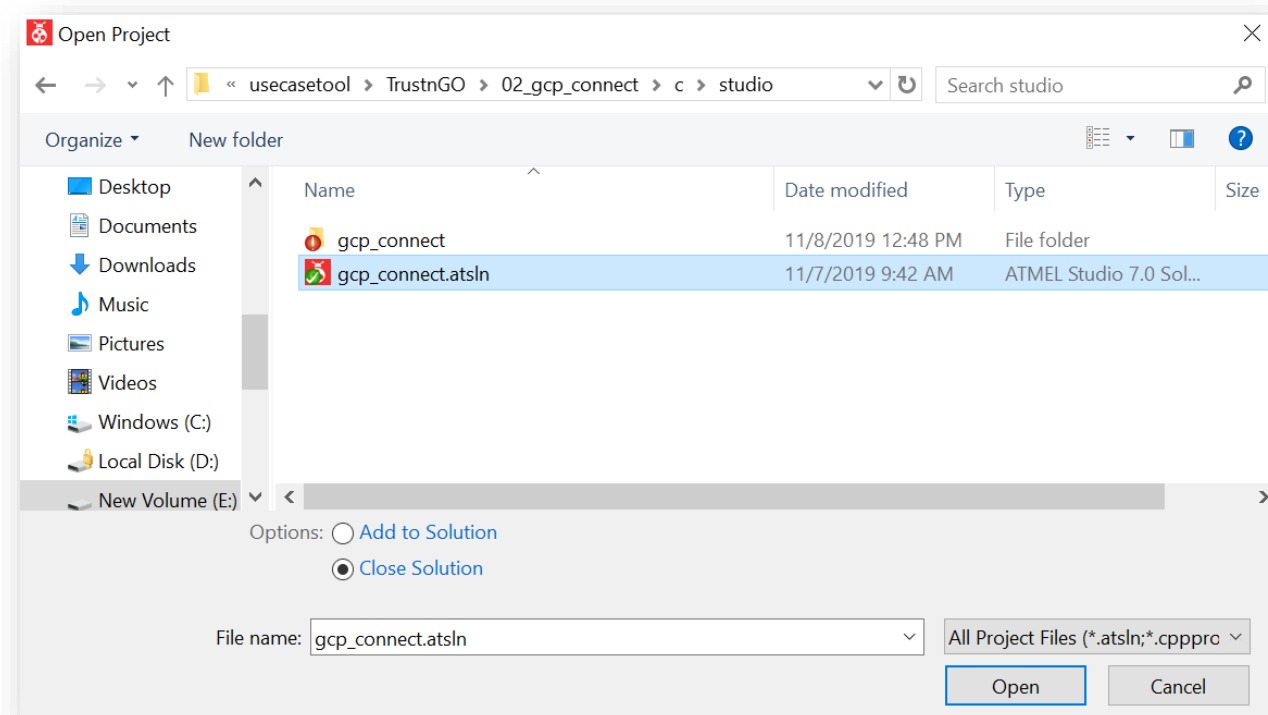 Open Project
« usecasetool > TrustnGO > 02_gcp_connect > c > studio
Search studio
Organize
New folder
?
Desktop
Documents
Downloads
Music
Pictures
Videos
Windows (C:)
Local Disk (D:)
New Volume (E:)
Name Date modified Type Size
gcp_connect 11/8/2019 12:48 PM File folder
gcp_connect.atsln 11/7/2019 9:42 AM ATMEL Studio 7.0 Sol...
Options: Add to Solution
Close Solution
File name: gcp_connect.atsln All Project Files (*.atsln;*.cpppro
Open Cancel